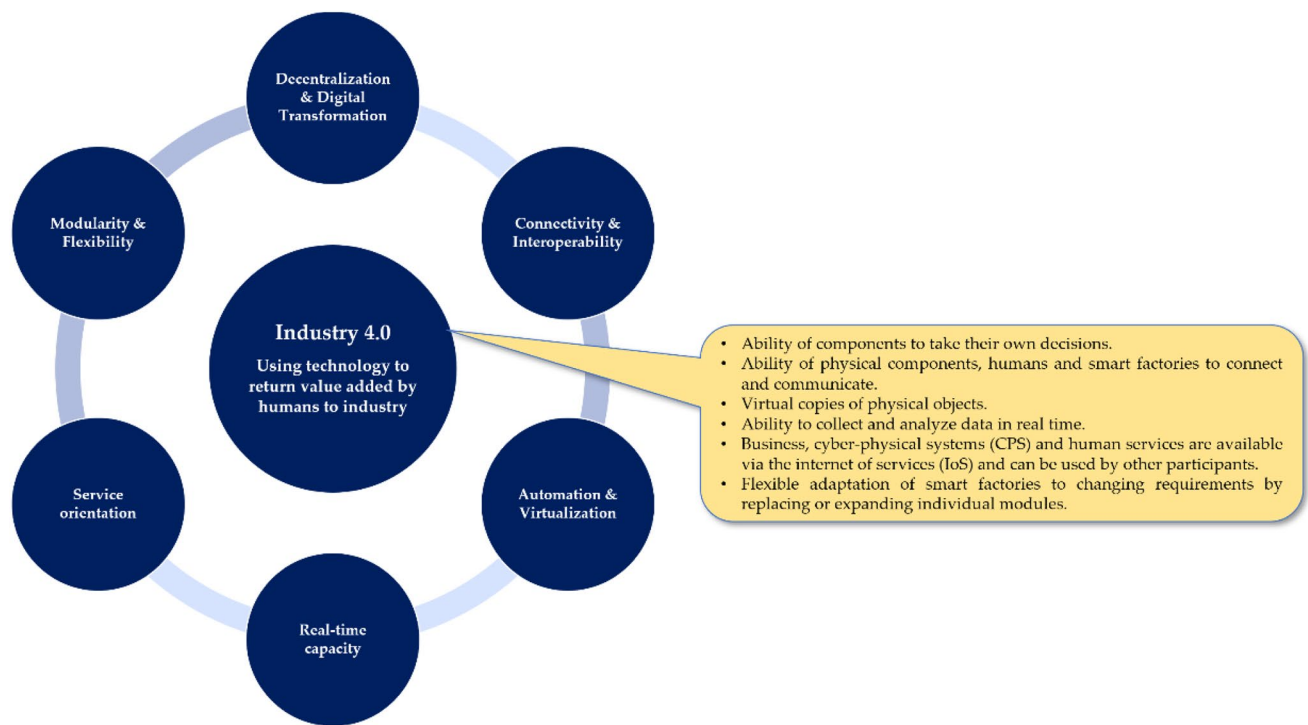 Decentralization
& Digital
Transformation
Modularity &
Flexibility
Connectivity &
Interoperability
Industry 4.0
Using technology to
return value added by
humans to industry
• Ability of components to take their own decisions.
• Ability of physical components, humans and smart factories to connect
and communicate.
• Virtual copies of physical objects.
• Ability to collect and analyze data in real time.
• Business, cyber-physical systems (CPS) and human services are available
via the internet of services (IoS) and can be used by other participants.
• Flexible adaptation of smart factories to changing requirements by
replacing or expanding individual modules.
Service
orientation
Automation &
Virtualization
Real-time
capacity